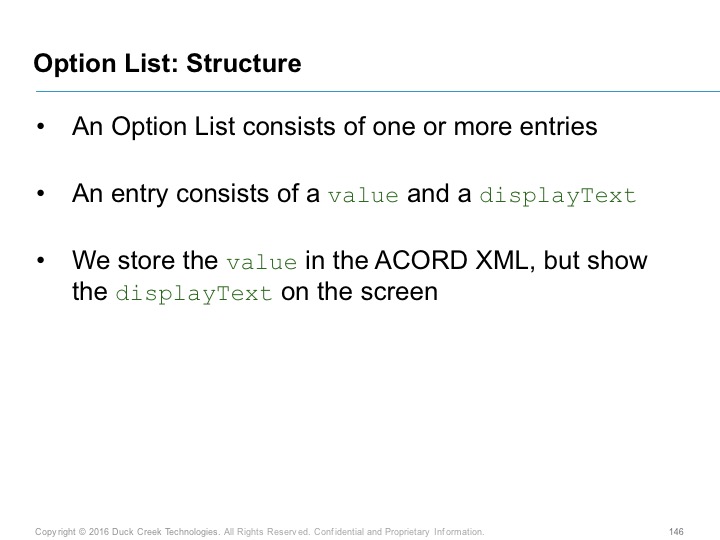 Option List: Structure
• An Option List consists of one or more entries
• An entry consists of a value and a displayText
• We store the value in the ACORD XML, but show
the displayText on the screen
Copyright © 2016 Duck Creek Technologies. All Rights Reserved. Confidential and Proprietary Information.
146